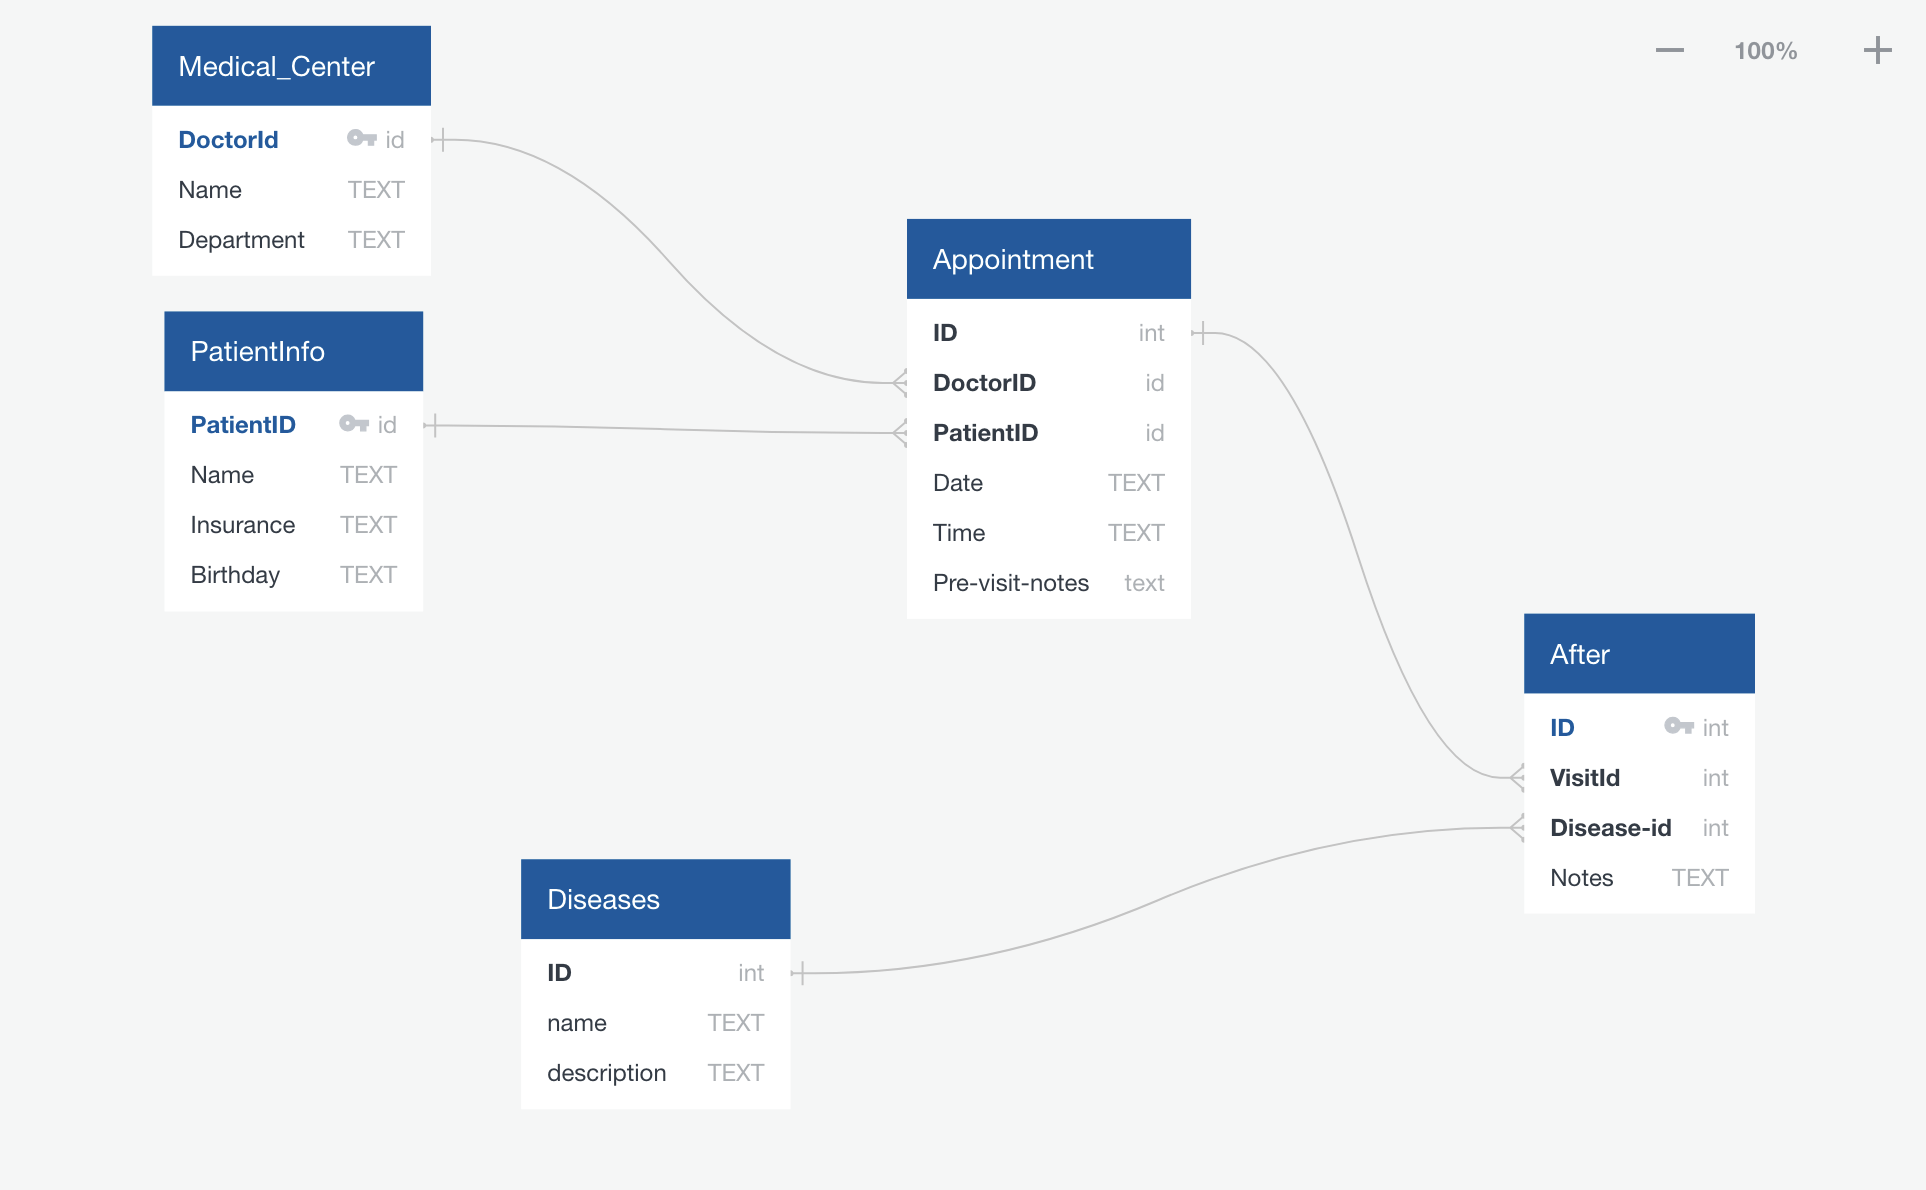 100%
Medical_Center
DoctorId id
Name TEXT
Department TEXT
PatientInfo
PatientID id
Name TEXT
Insurance TEXT
Birthday TEXT
Appointment
ID int
DoctorID id
PatientID id
Date TEXT
Time TEXT
Pre-visit-notes text
After
ID int
VisitId int
Disease-id int
Notes TEXT
Diseases
ID int
name TEXT
description TEXT